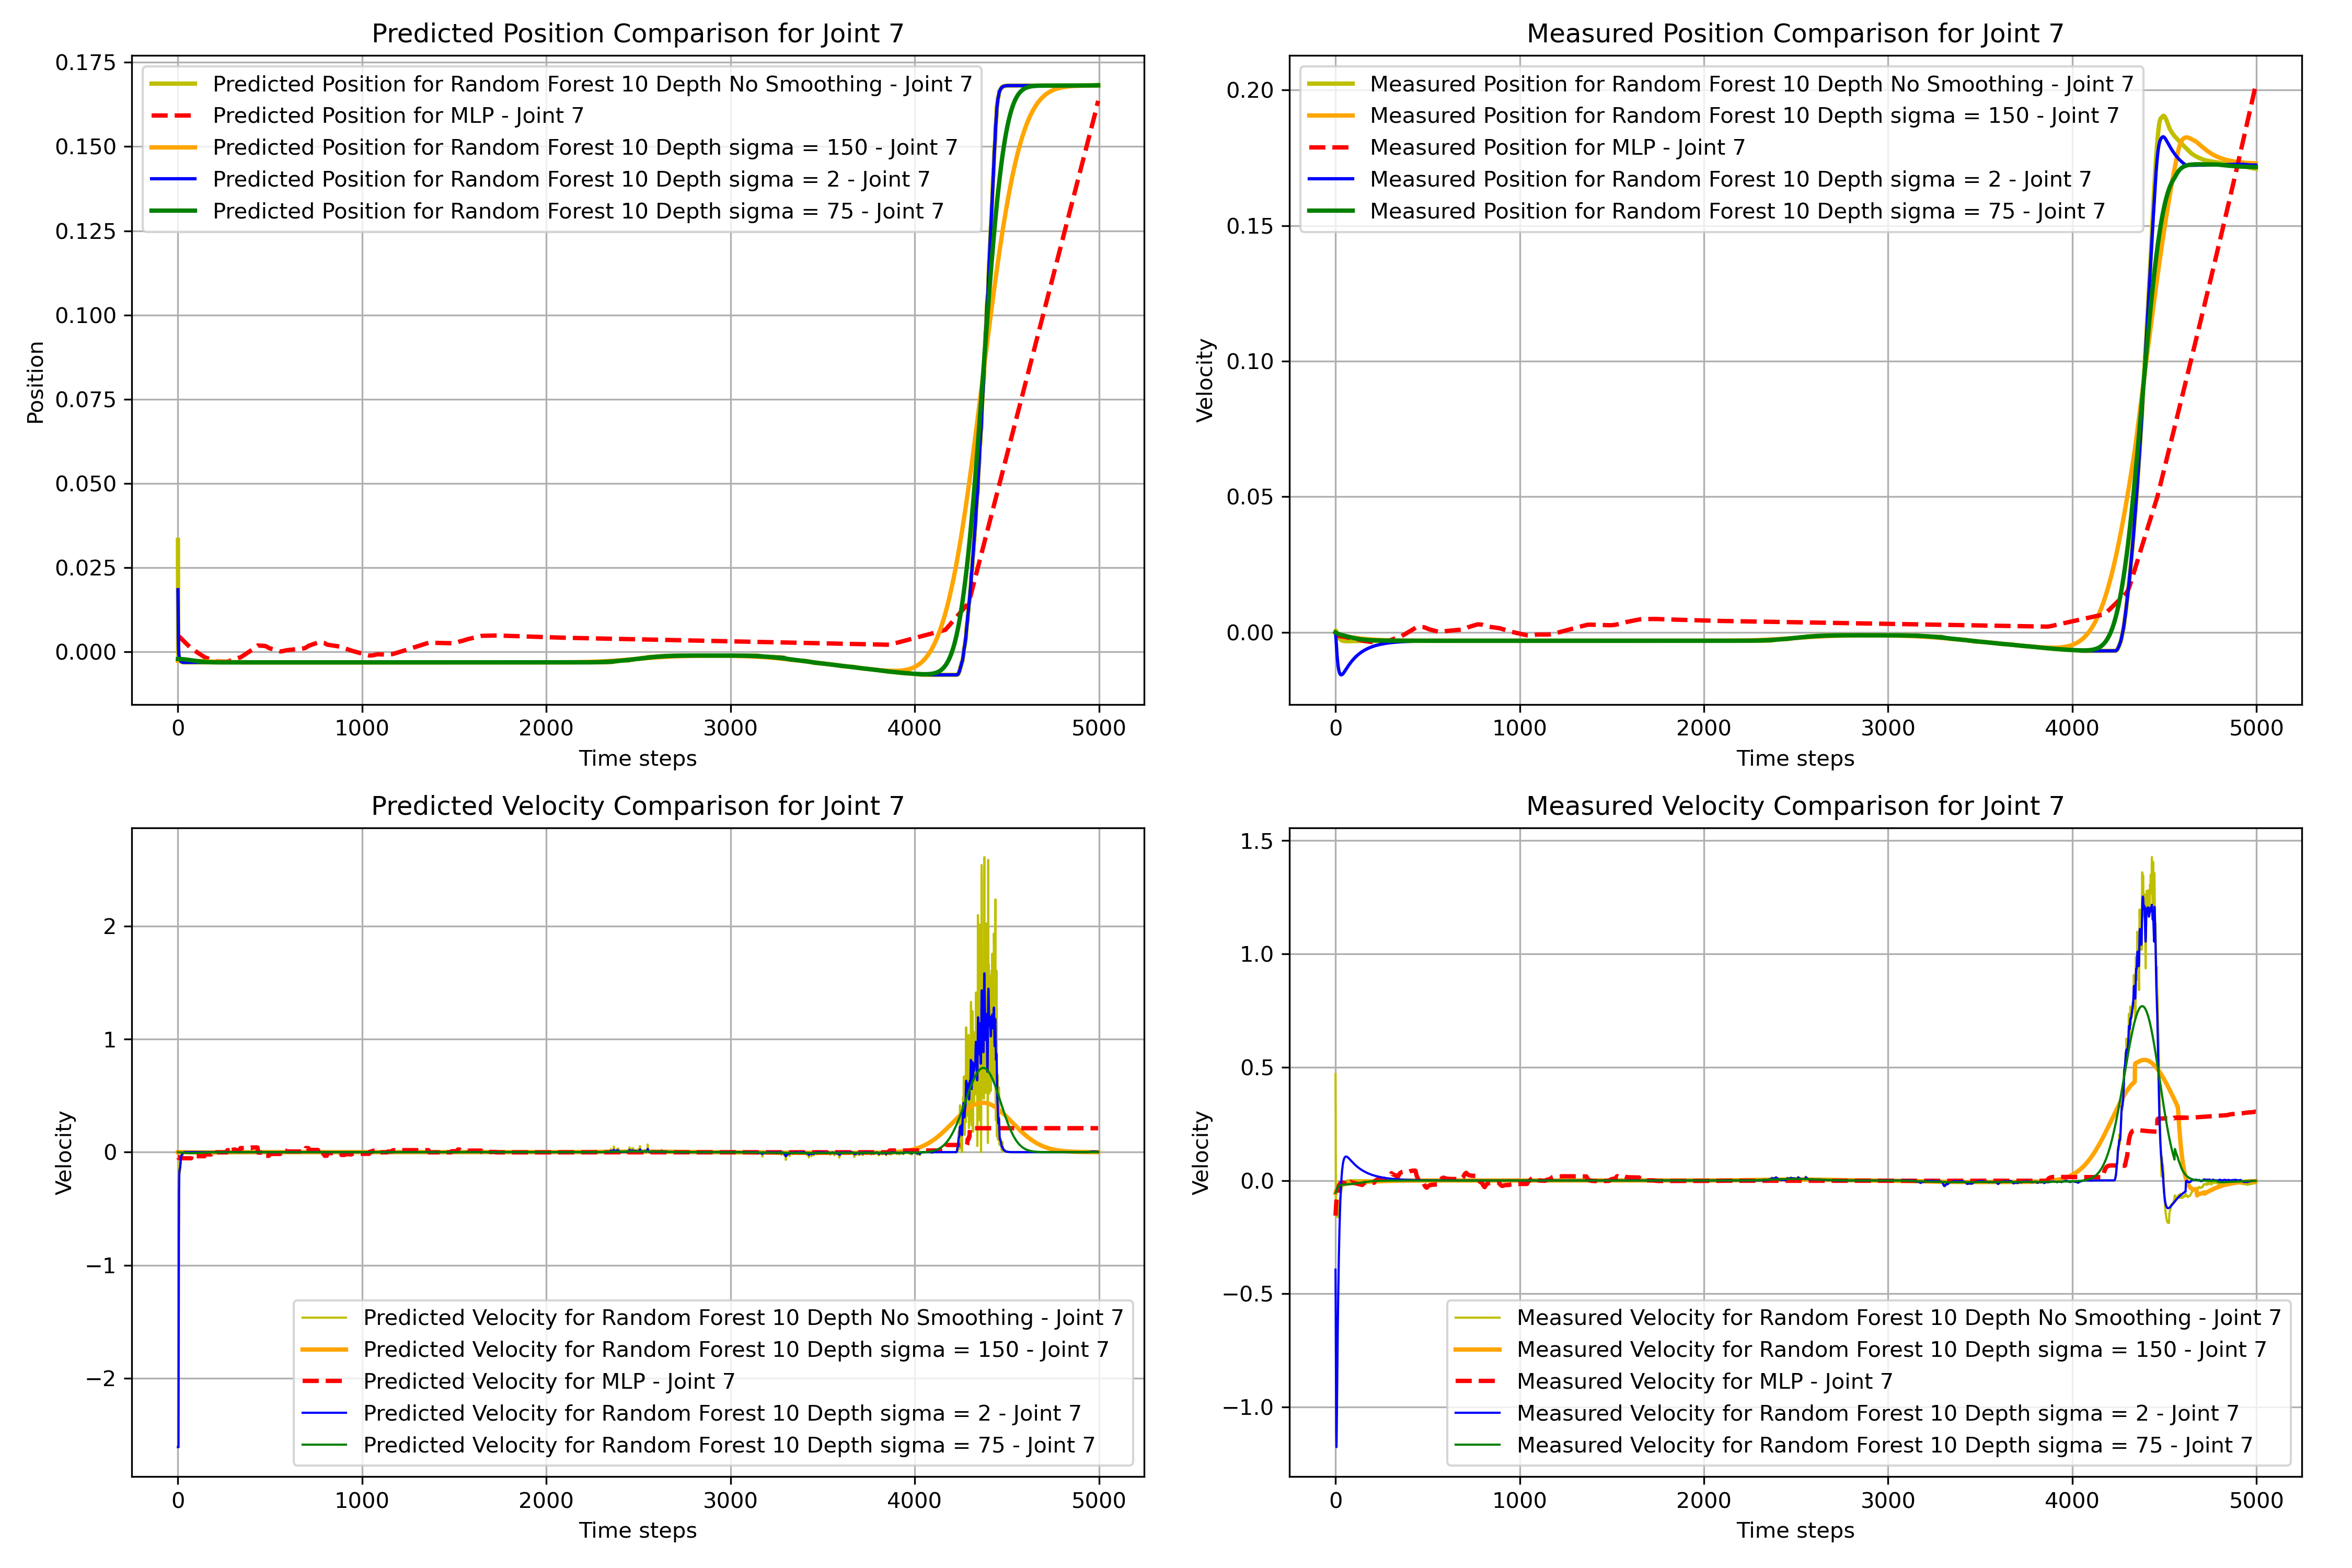 Predicted Position Comparison for Joint 7
0.175
0.150
0.125
0.100
0.075
0.050
0.025
0.000
Position
Predicted Position for Random Forest 10 Depth No Smoothing - Joint 7
Predicted Position for MLP - Joint 7
Predicted Position for Random Forest 10 Depth sigma = 150 - Joint 7
Predicted Position for Random Forest 10 Depth sigma = 2 - Joint 7
Predicted Position for Random Forest 10 Depth sigma = 75 - Joint 7
0 1000 2000 3000 4000 5000
Time steps
Measured Position Comparison for Joint 7
0.20
0.15
0.10
0.05
0.00
Velocity
Measured Position for Random Forest 10 Depth No Smoothing - Joint 7
Measured Position for Random Forest 10 Depth sigma = 150 - Joint 7
Measured Position for MLP - Joint 7
Measured Position for Random Forest 10 Depth sigma = 2 - Joint 7
Measured Position for Random Forest 10 Depth sigma = 75 - Joint 7
0 1000 2000 3000 4000 5000
Time steps
Predicted Velocity Comparison for Joint 7
2
1
0
−1
−2
Velocity
Predicted Velocity for Random Forest 10 Depth No Smoothing - Joint 7
Predicted Velocity for Random Forest 10 Depth sigma = 150 - Joint 7
Predicted Velocity for MLP - Joint 7
Predicted Velocity for Random Forest 10 Depth sigma = 2 - Joint 7
Predicted Velocity for Random Forest 10 Depth sigma = 75 - Joint 7
0 1000 2000 3000 4000 5000
Time steps
Measured Velocity Comparison for Joint 7
1.5
1.0
0.5
0.0
−0.5
−1.0
Velocity
Measured Velocity for Random Forest 10 Depth No Smoothing - Joint 7
Measured Velocity for Random Forest 10 Depth sigma = 150 - Joint 7
Measured Velocity for MLP - Joint 7
Measured Velocity for Random Forest 10 Depth sigma = 2 - Joint 7
Measured Velocity for Random Forest 10 Depth sigma = 75 - Joint 7
0 1000 2000 3000 4000 5000
Time steps